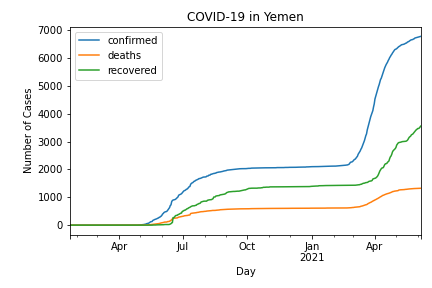 COVID-19 in Yemen
7000
6000
5000
4000
3000
2000
1000
0
Number of Cases
confirmed
deaths
recovered
Apr
Jul
Oct
Jan
2021
Apr
Day